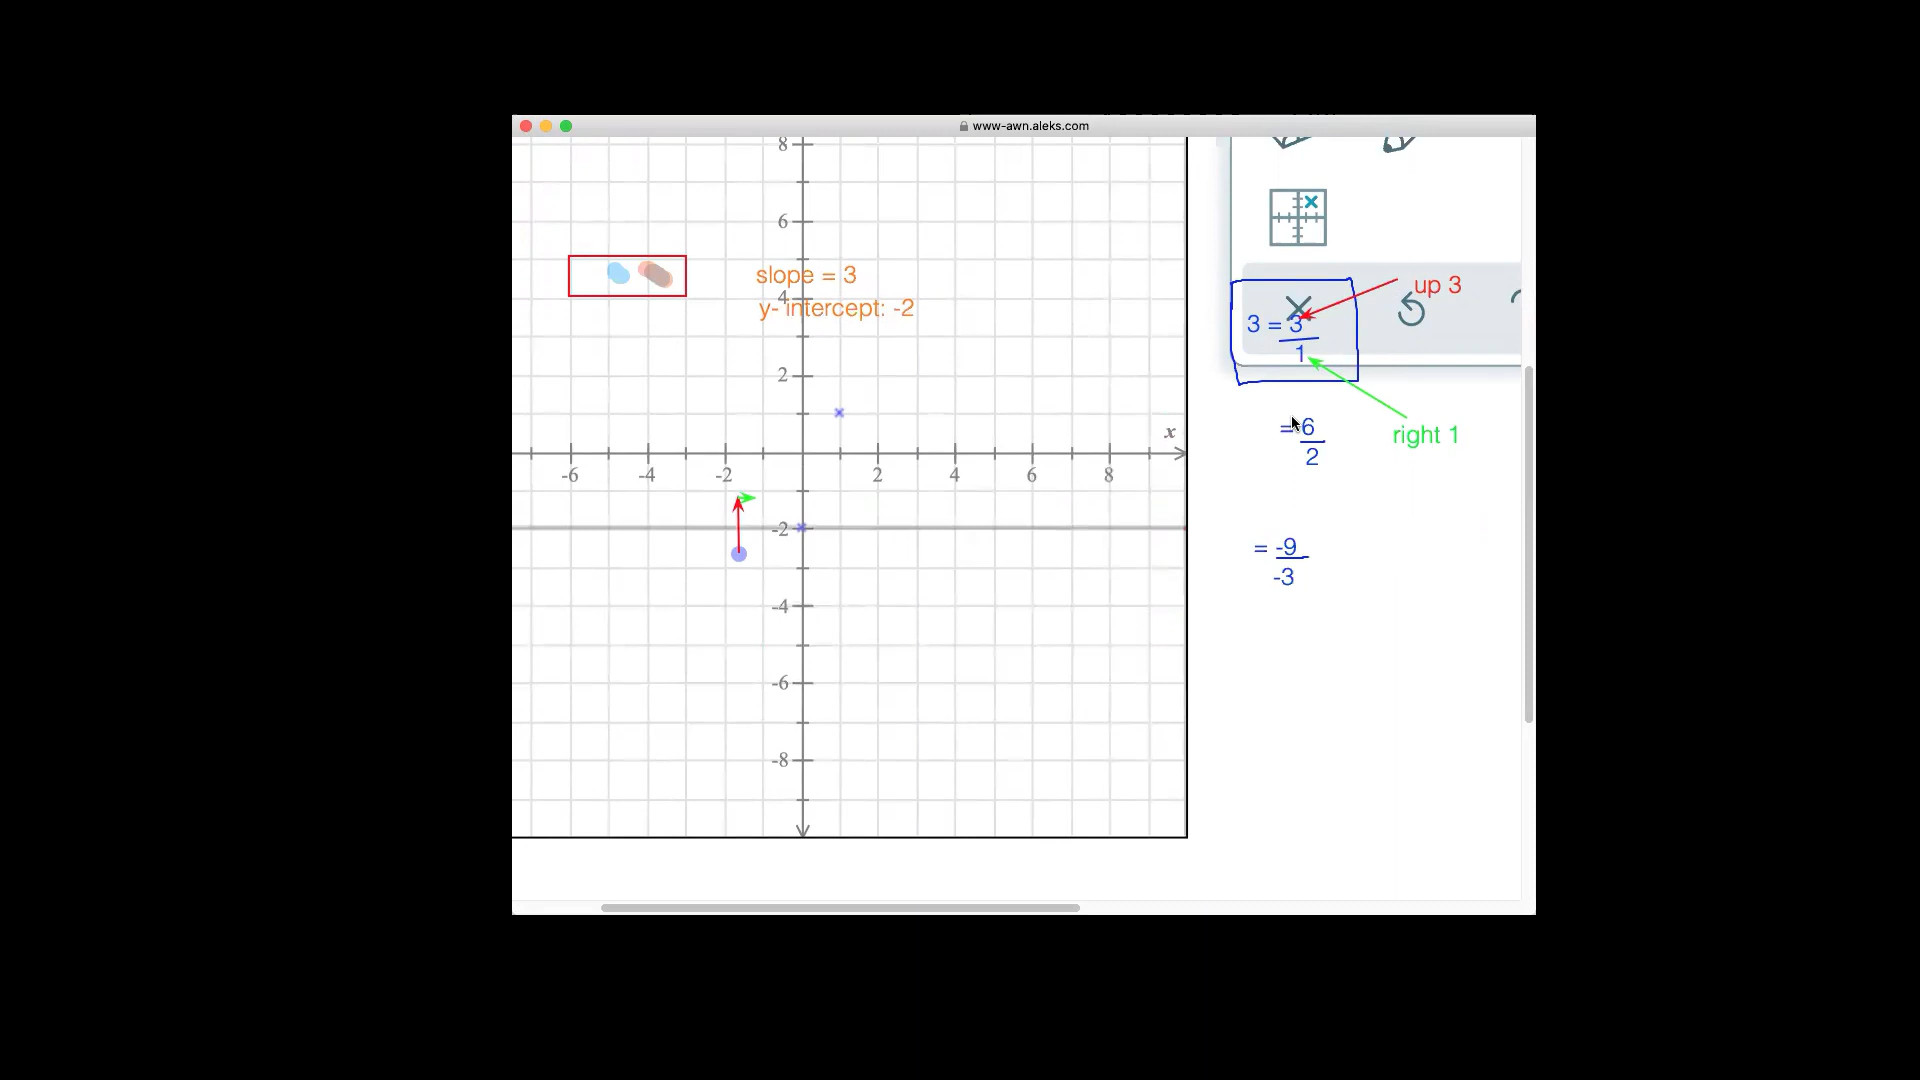 www-awn.aleks.com
8
6
slope = 3
4
y- intercept: -2
2
x
-6 -4 -2 2 4 6 8
-2
-4
-6
-8
up 3
3 = 3
1
right 1
= 6
2
= -9
-3